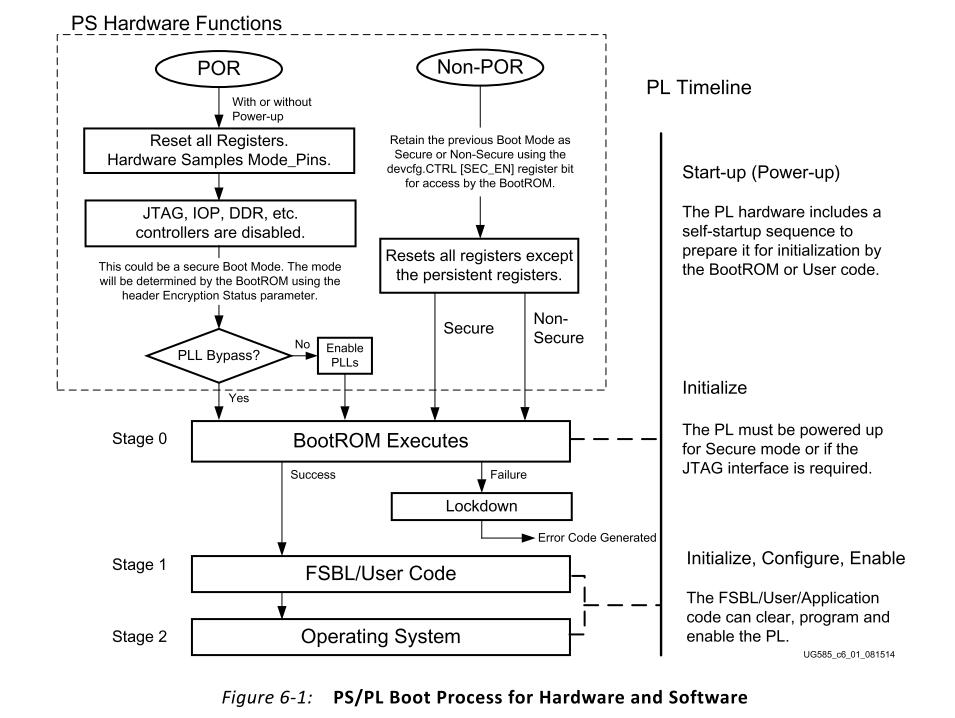 PS Hardware Functions
POR
Non-POR
PL Timeline
With or without
Power-up
Reset all Registers.
Hardware Samples Mode_Pins.
Retain the previous Boot Mode as
Secure or Non-Secure using the
devcfg.CTRL [SEC_EN] register bit
for access by the BootROM.
Start-up (Power-up)
The PL hardware includes a
self-startup sequence to
prepare it for initialization by
the BootROM or User code.
JTAG, IOP, DDR, etc.
controllers are disabled.
Resets all registers except
the persistent registers.
This could be a secure Boot Mode. The mode
will be determined by the BootROM using the
header Encryption Status parameter.
Secure
Non-
Secure
PLL Bypass?
No
Enable
PLLs
Yes
Initialize
The PL must be powered up
for Secure mode or if the
JTAG interface is required.
Stage 0
BootROM Executes
Success
Failure
Lockdown
Error Code Generated
Stage 1
FSBL/User Code
Initialize, Configure, Enable
The FSBL/User/Application
code can clear, program and
enable the PL.
Stage 2
Operating System
UG585_c6_01_081514
Figure 6-1: PS/PL Boot Process for Hardware and Software